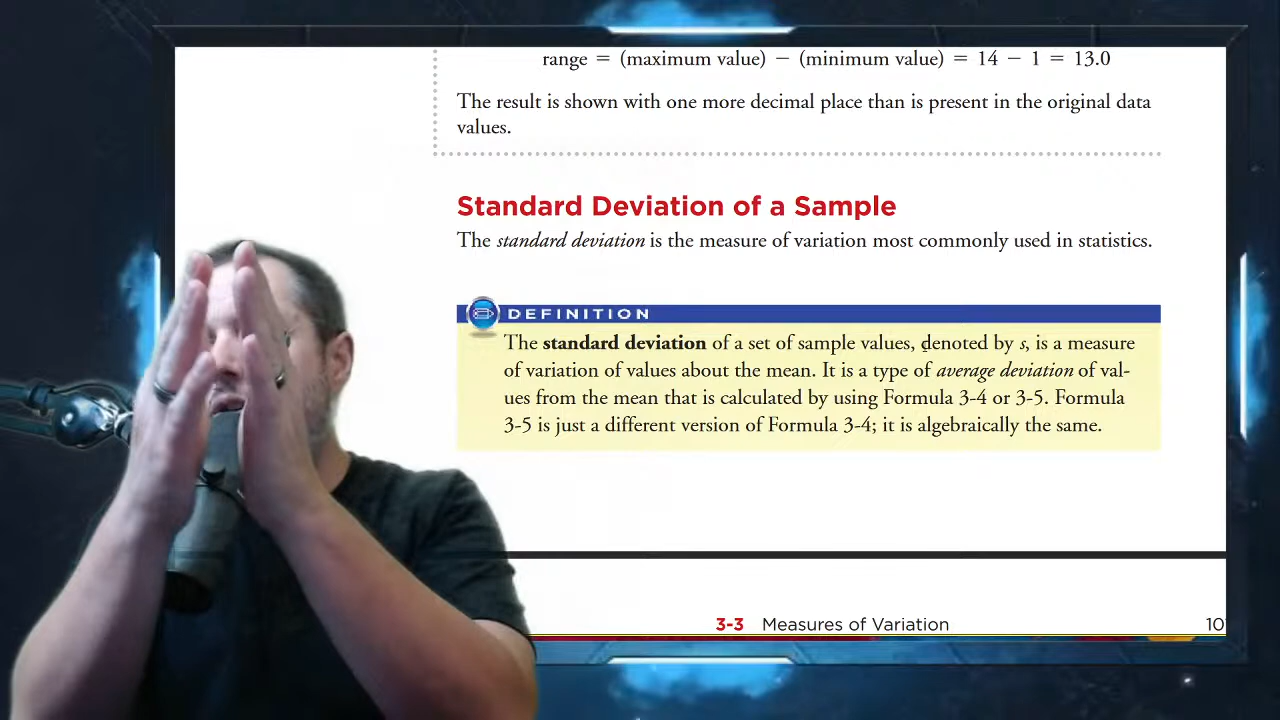 range = (maximum value) − (minimum value) = 14 − 1 = 13.0
The result is shown with one more decimal place than is present in the original data
values.
Standard Deviation of a Sample
The standard deviation is the measure of variation most commonly used in statistics.
DEFINITION
The standard deviation of a set of sample values, denoted by s, is a measure
of variation of values about the mean. It is a type of average deviation of val-
ues from the mean that is calculated by using Formula 3-4 or 3-5. Formula
3-5 is just a different version of Formula 3-4; it is algebraically the same.
3-3 Measures of Variation